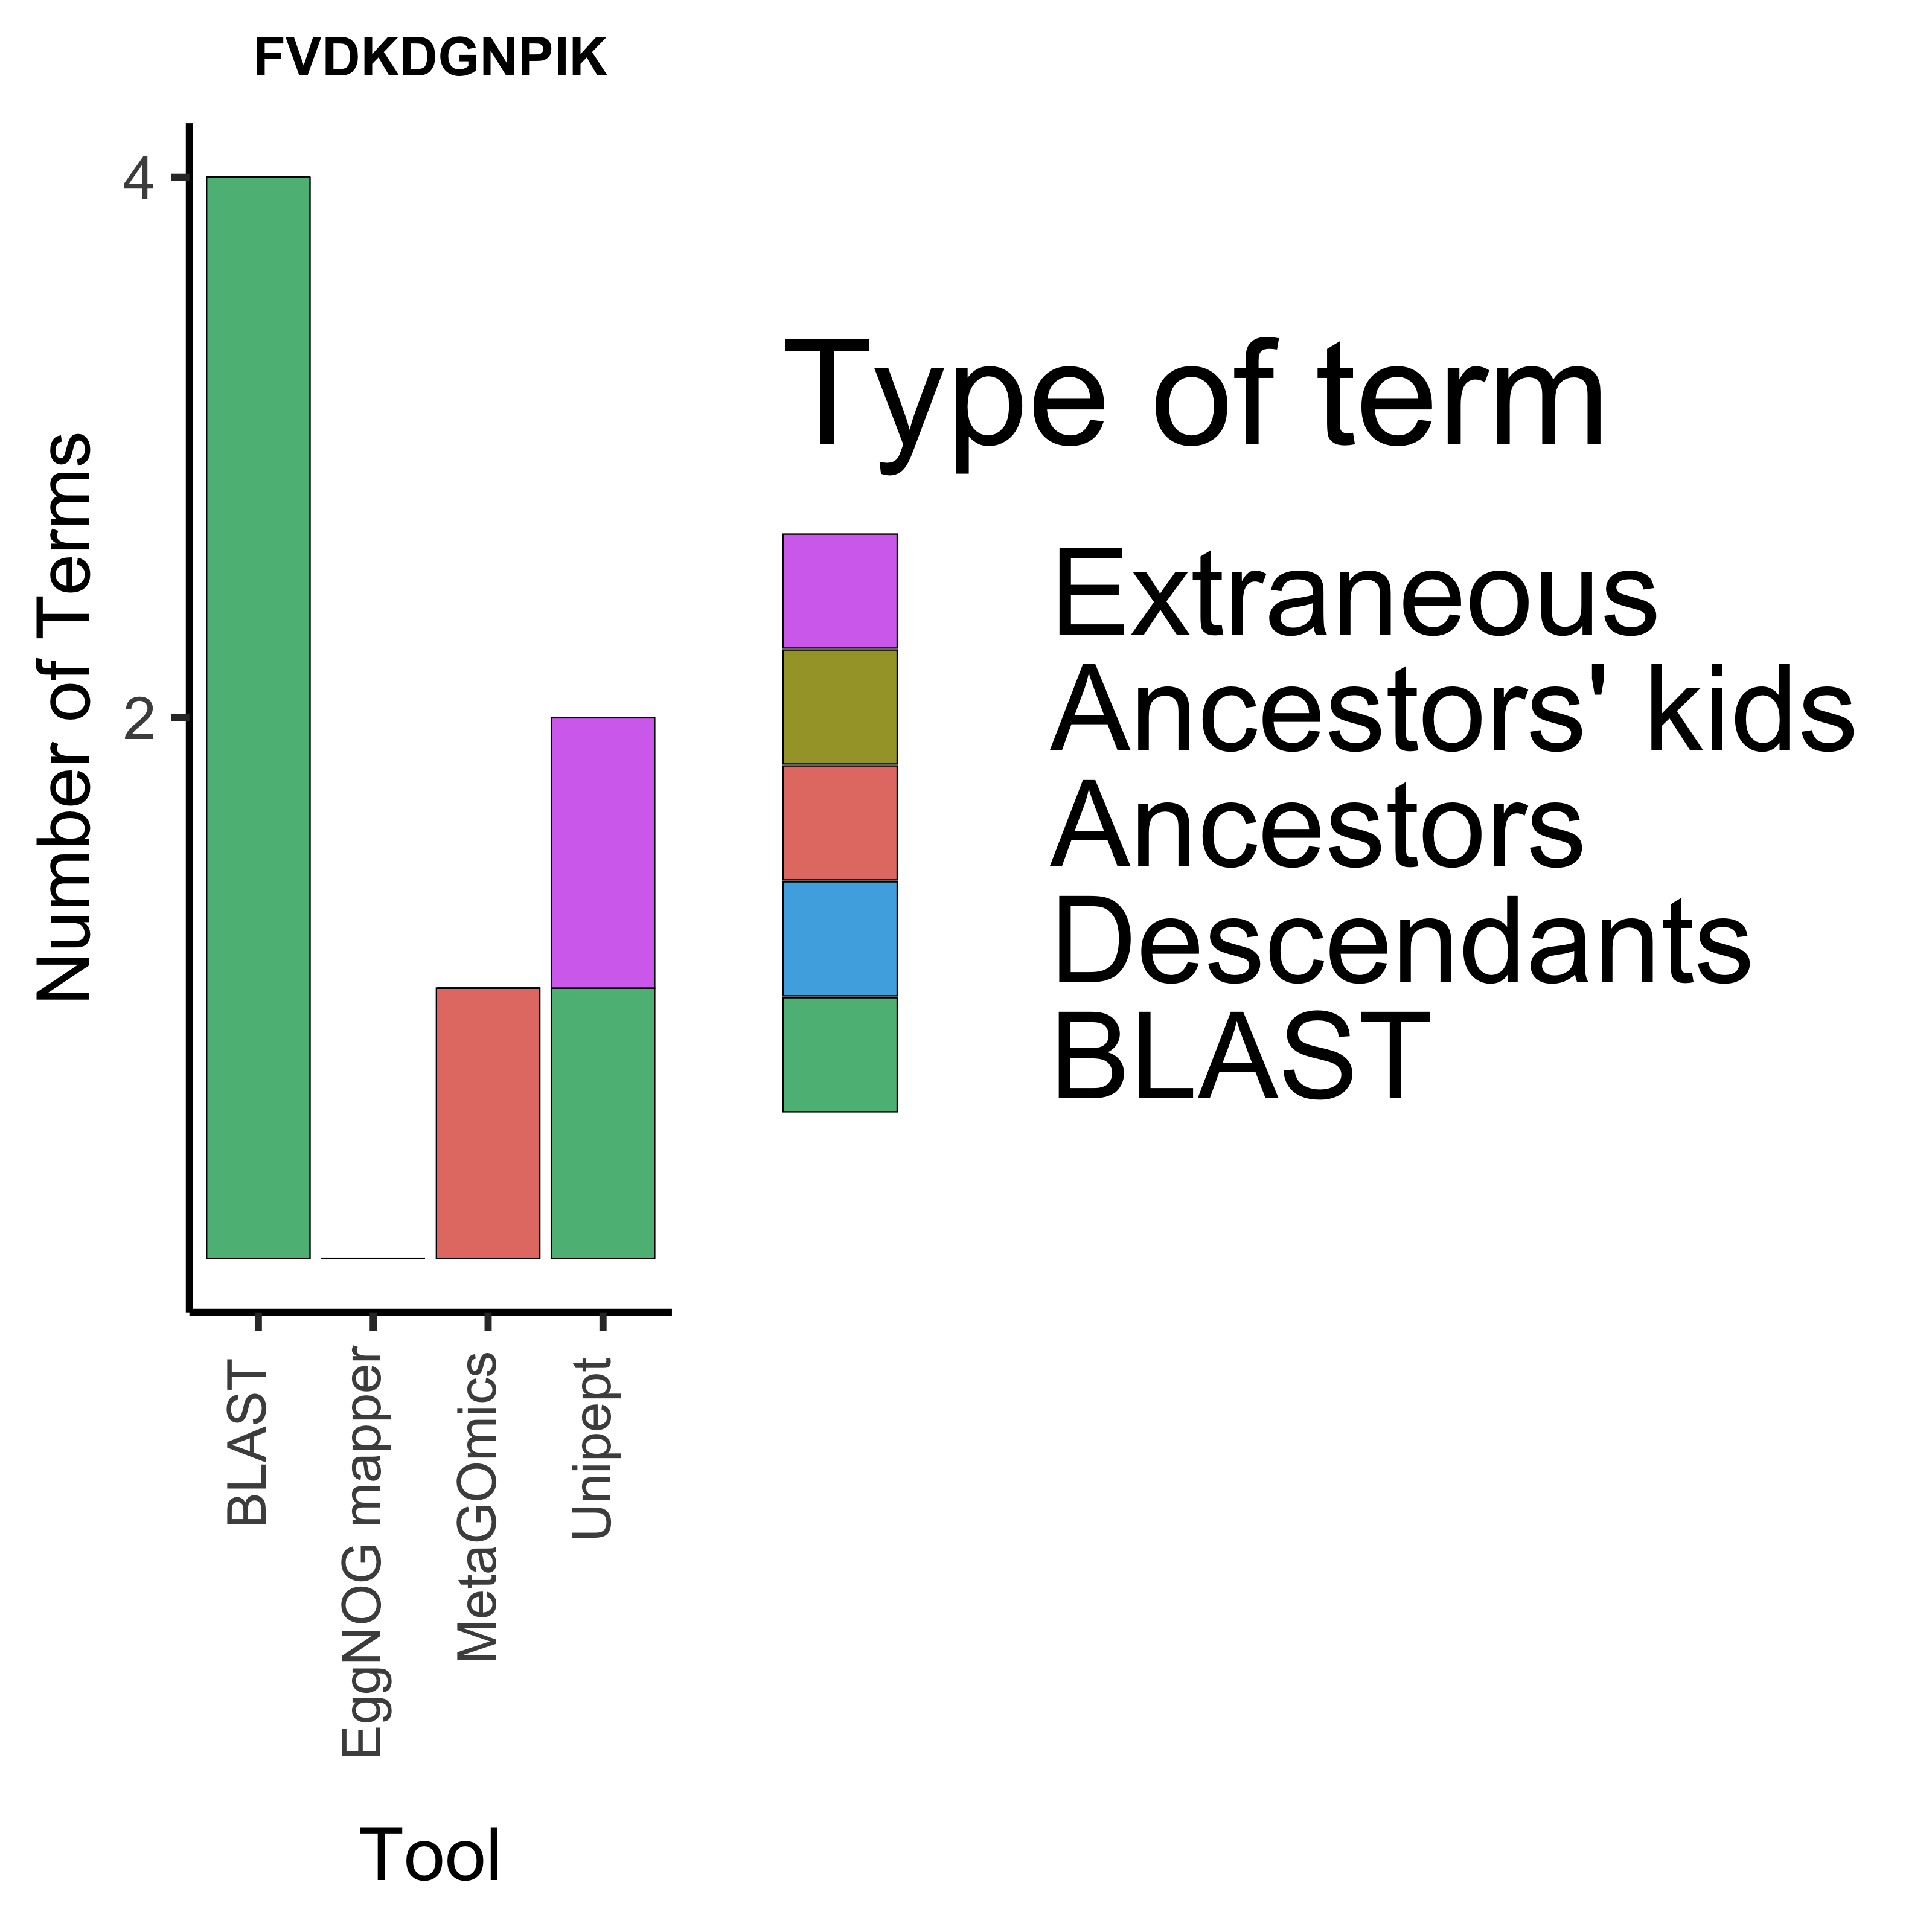 FVDKDGNPIK
Number of Terms
4
2
BLAST
EggNOG mapper
MetaGOmics
Unipept
Tool
Type of term
Extraneous
Ancestors' kids
Ancestors
Descendants
BLAST